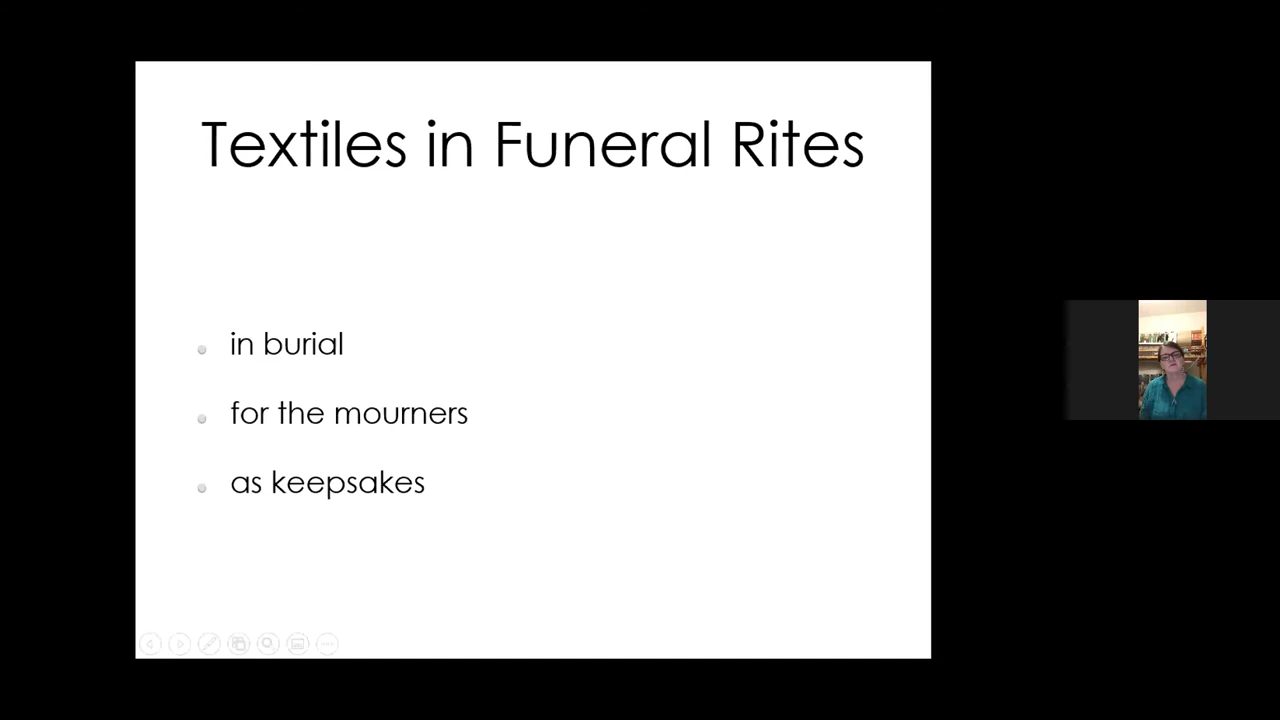 Textiles in Funeral Rites
in burial
for the mourners
as keepsakes